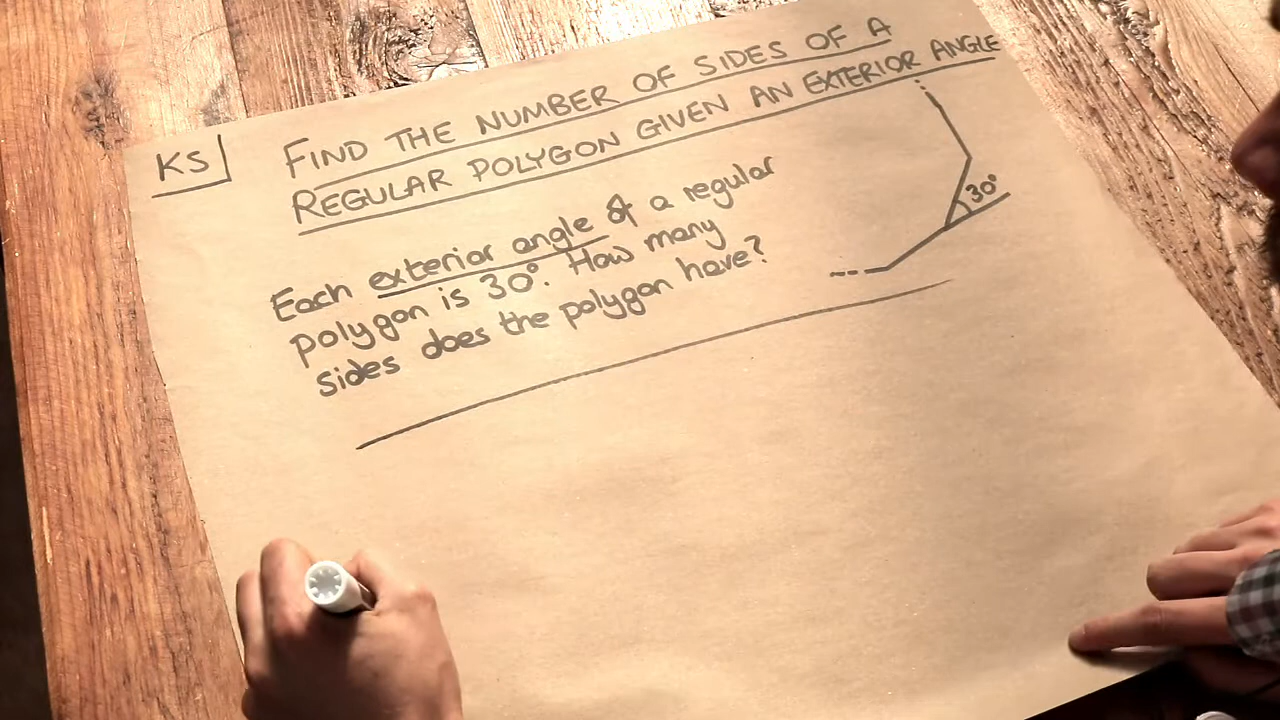 KS
FIND THE NUMBER OF SIDES OF A
REGULAR POLYGON GIVEN AN EXTERIOR ANGLE
Each exterior angle of a regular
polygon is 30°. How many
sides does the polygon have?
30°